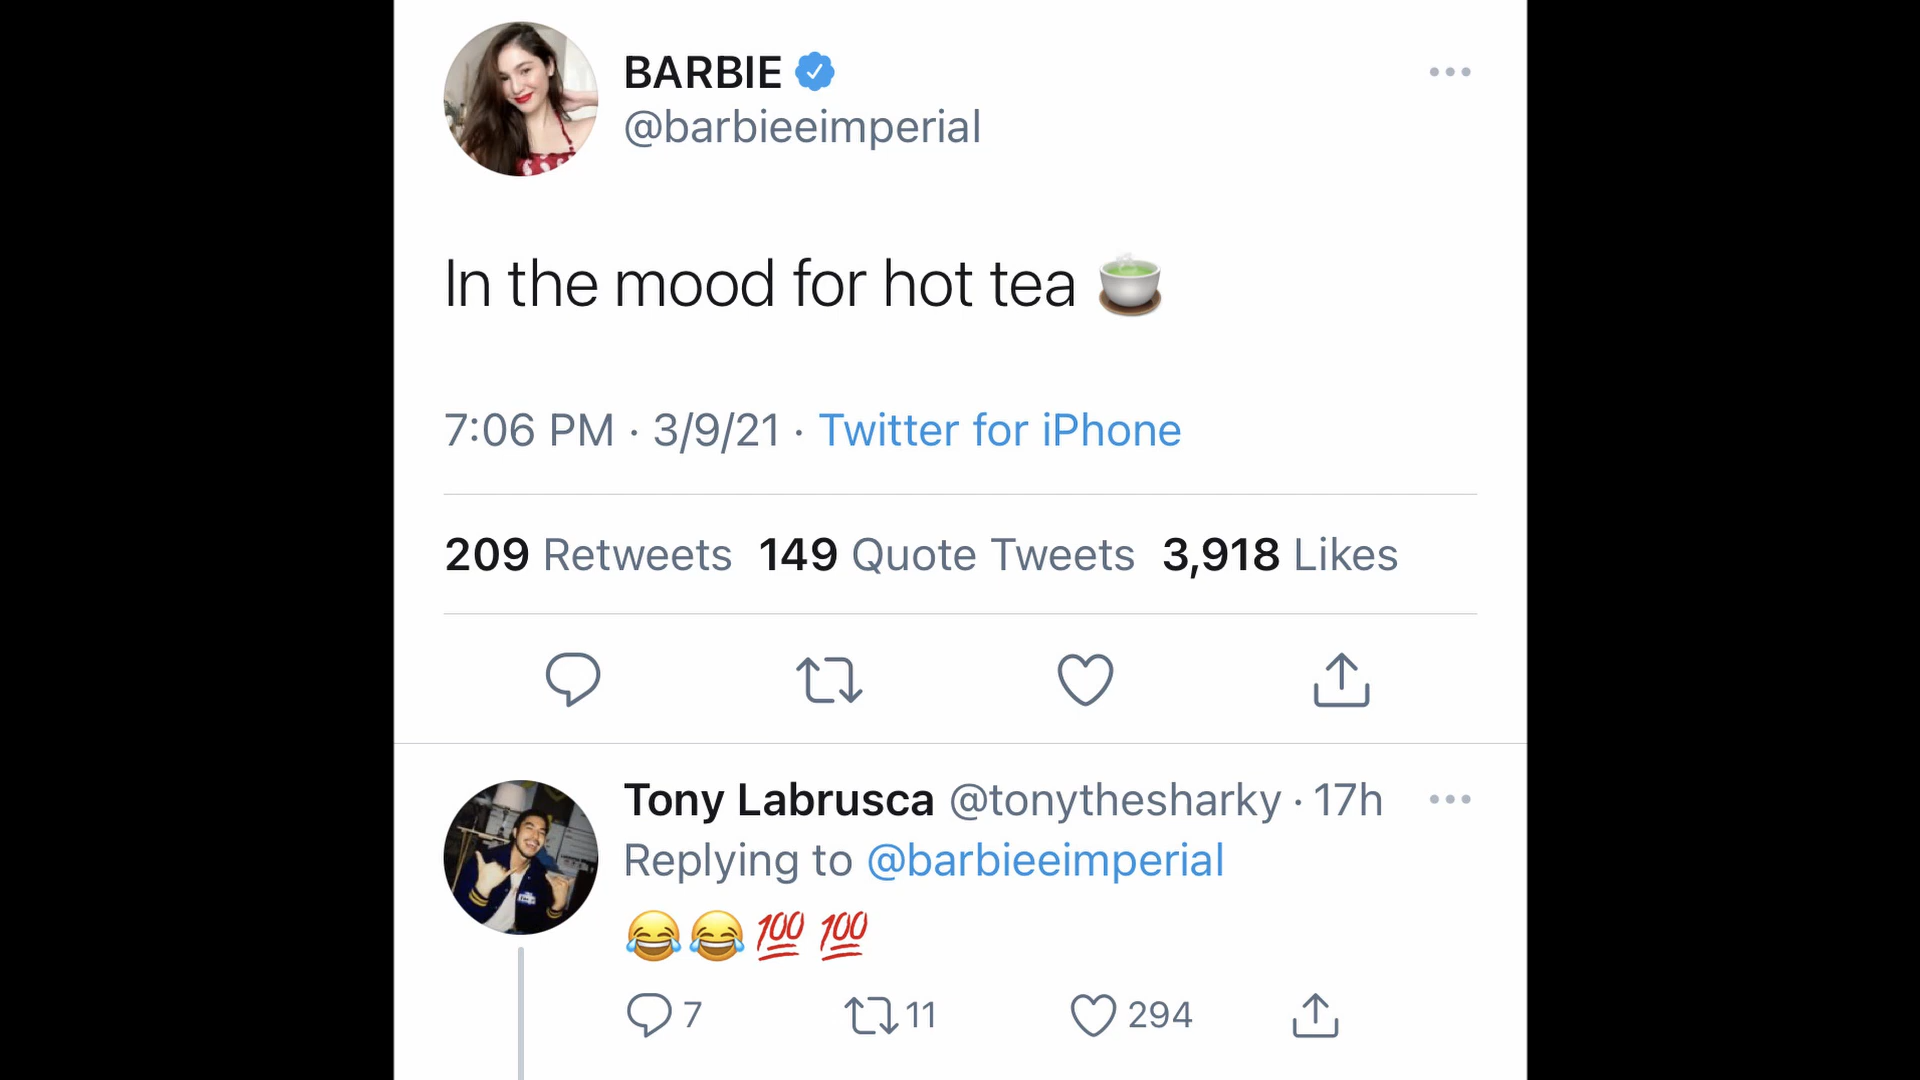 BARBIE
@barbieeimperial
In the mood for hot tea 🍵
7:06 PM · 3/9/21 · Twitter for iPhone
209 Retweets 149 Quote Tweets 3,918 Likes
Tony Labrusca @tonythesharky · 17h
Replying to @barbieeimperial
😂😂💯💯
7 11 294